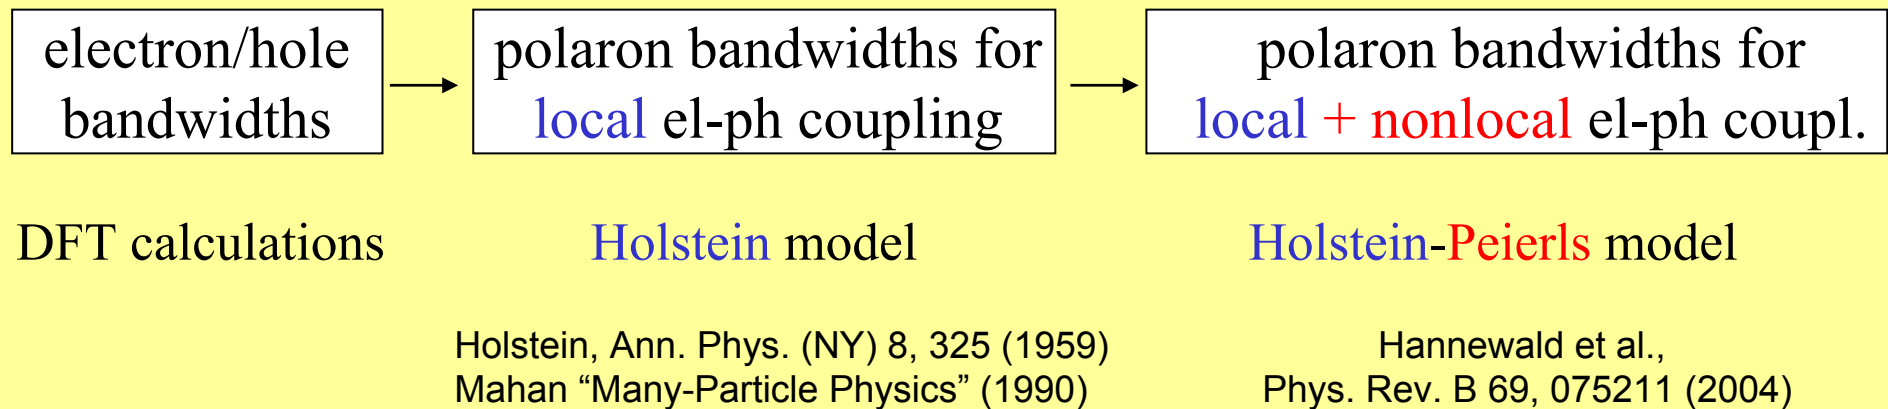 electron/hole
bandwidths
polaron bandwidths for
local el-ph coupling
polaron bandwidths for
local + nonlocal el-ph coupl.
DFT calculations
Holstein model
Holstein-Peierls model
Holstein, Ann. Phys. (NY) 8, 325 (1959)
Mahan “Many-Particle Physics” (1990)
Hannewald et al.,
Phys. Rev. B 69, 075211 (2004)